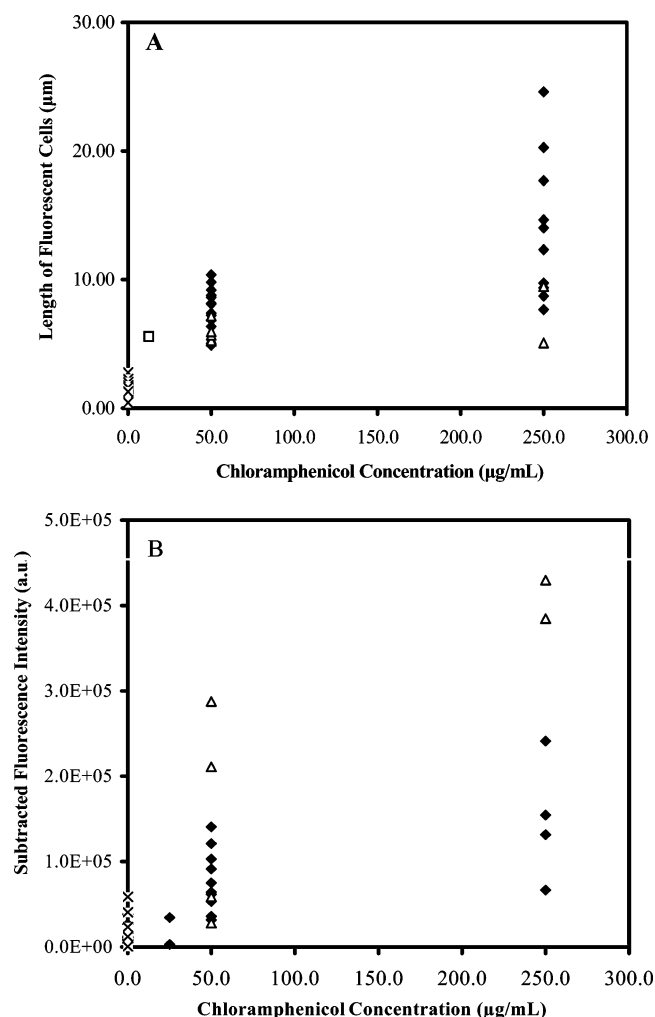 A
30.00
20.00
10.00
0.00
Length of Fluorescent Cells (μm)
0.0 50.0 100.0 150.0 200.0 250.0 300.0
Chloramphenicol Concentration (μg/mL)
B
5.0E+05
4.0E+05
3.0E+05
2.0E+05
1.0E+05
0.0E+00
Subtracted Fluorescence Intensity (a.u.)
0.0 50.0 100.0 150.0 200.0 250.0 300.0
Chloramphenicol Concentration (μg/mL)